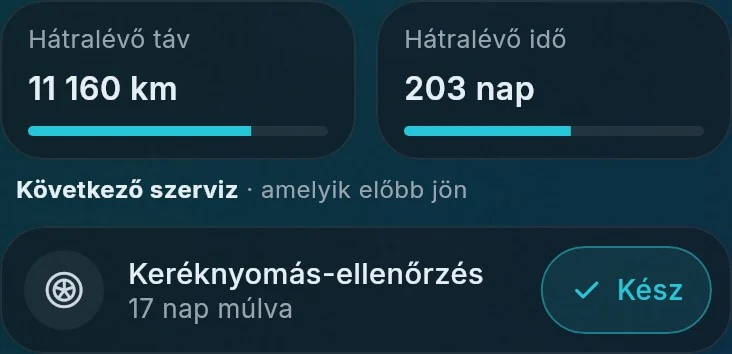 Hátralévő táv
11 160 km
Hátralévő idő
203 nap
Következő szerviz · amelyik előbb jön
Keréknyomás-ellenőrzés
17 nap múlva
Kész